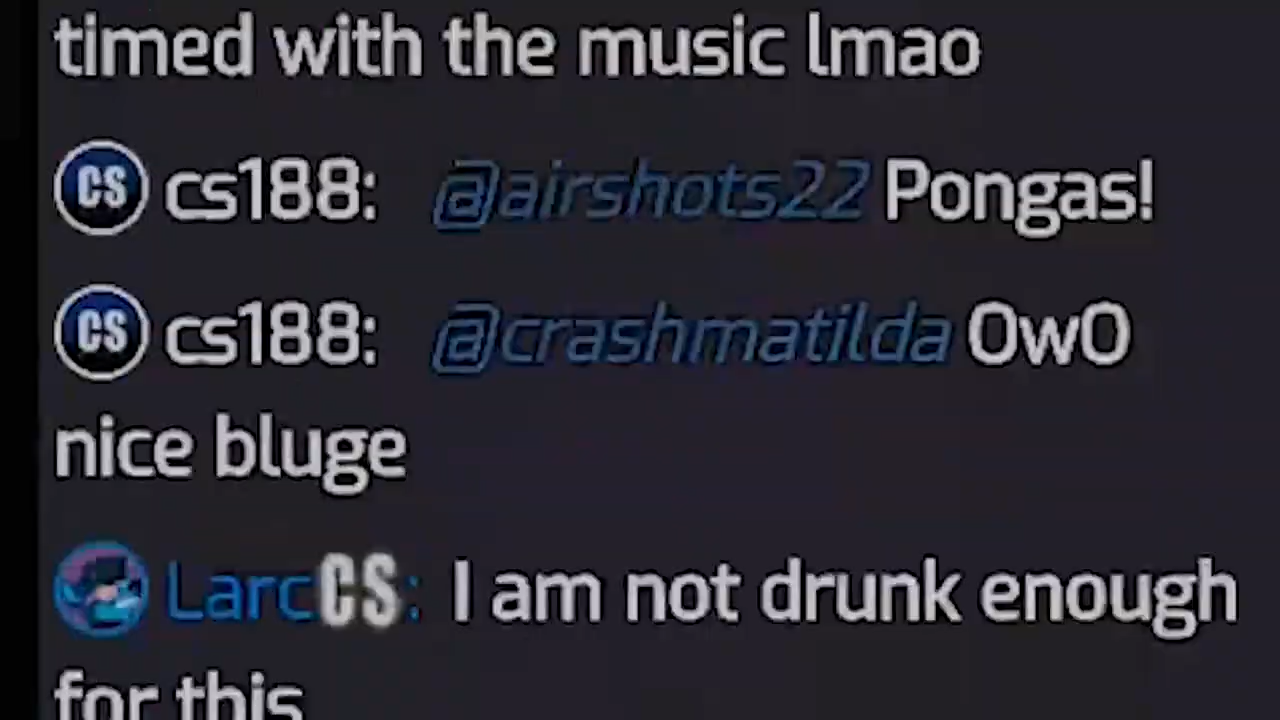 timed with the music lmao
CS cs188: @airshots22 Pongas!
CS cs188: @crashmatilda OwO
nice bluge
LarcCS: I am not drunk enough
for this